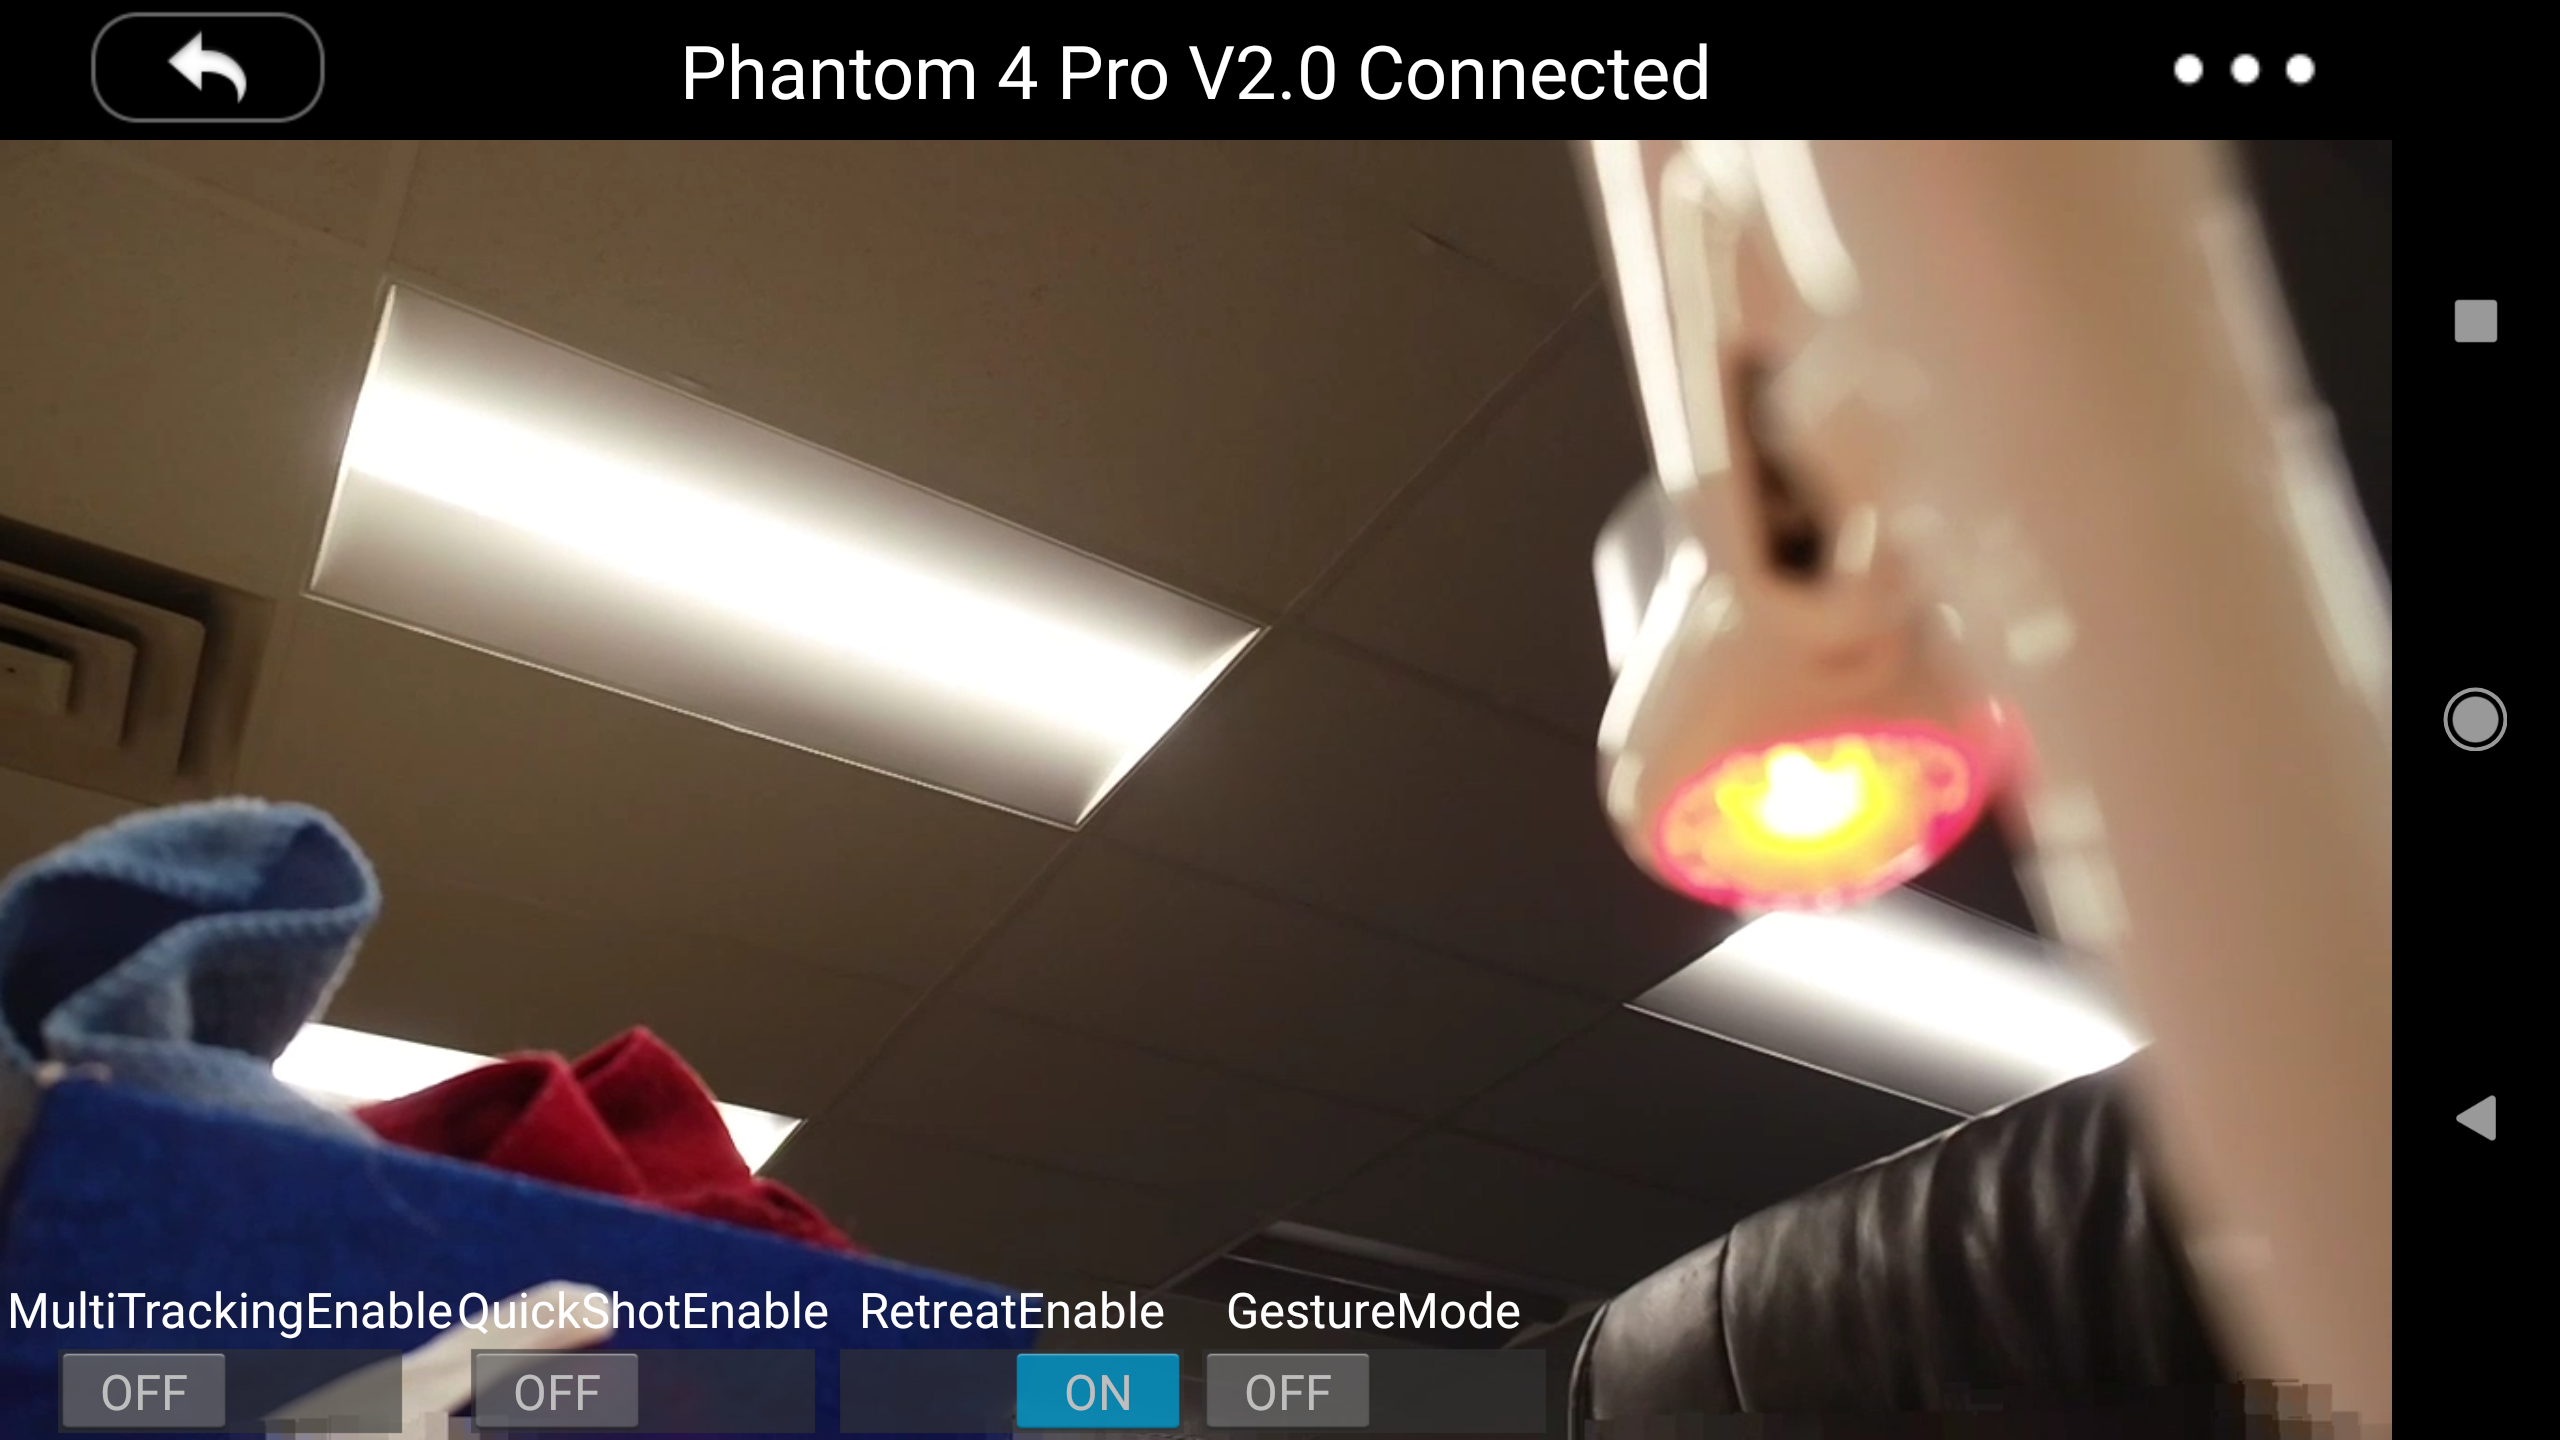 Phantom 4 Pro V2.0 Connected
MultiTrackingEnable QuickShotEnable RetreatEnable GestureMode
OFF OFF ON OFF